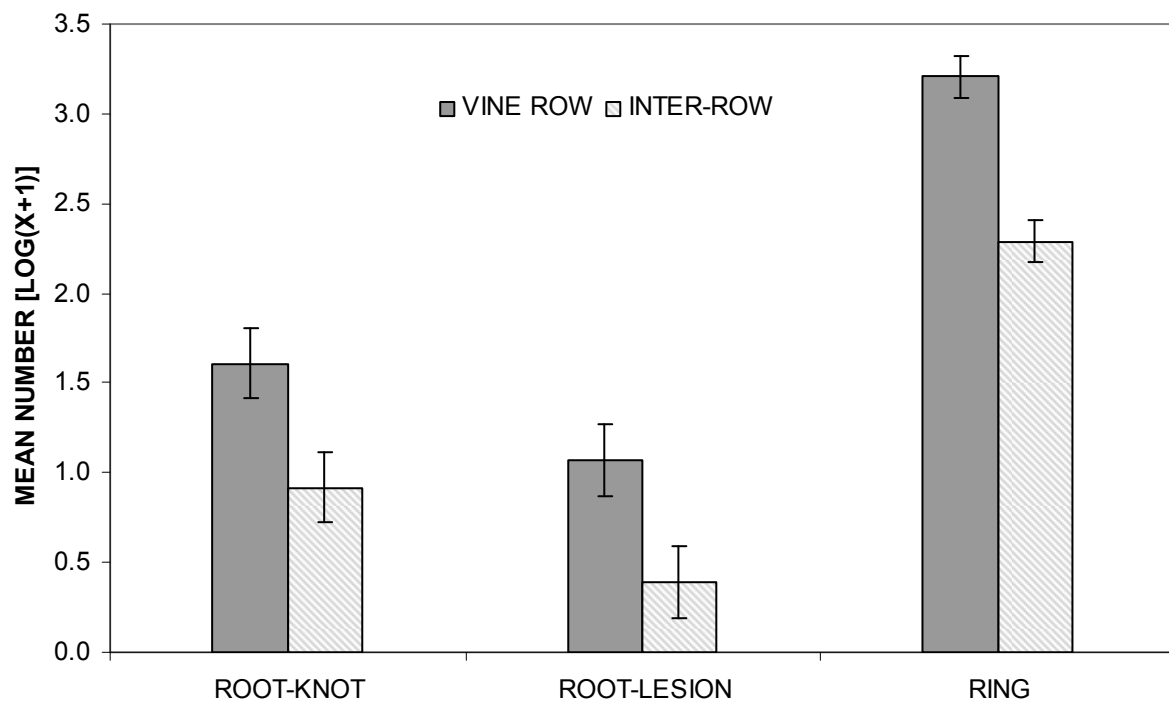 3.5
3.0
2.5
2.0
1.5
1.0
0.5
0.0
MEAN NUMBER [LOG(X+1)]
VINE ROW INTER-ROW
ROOT-KNOT ROOT-LESION RING